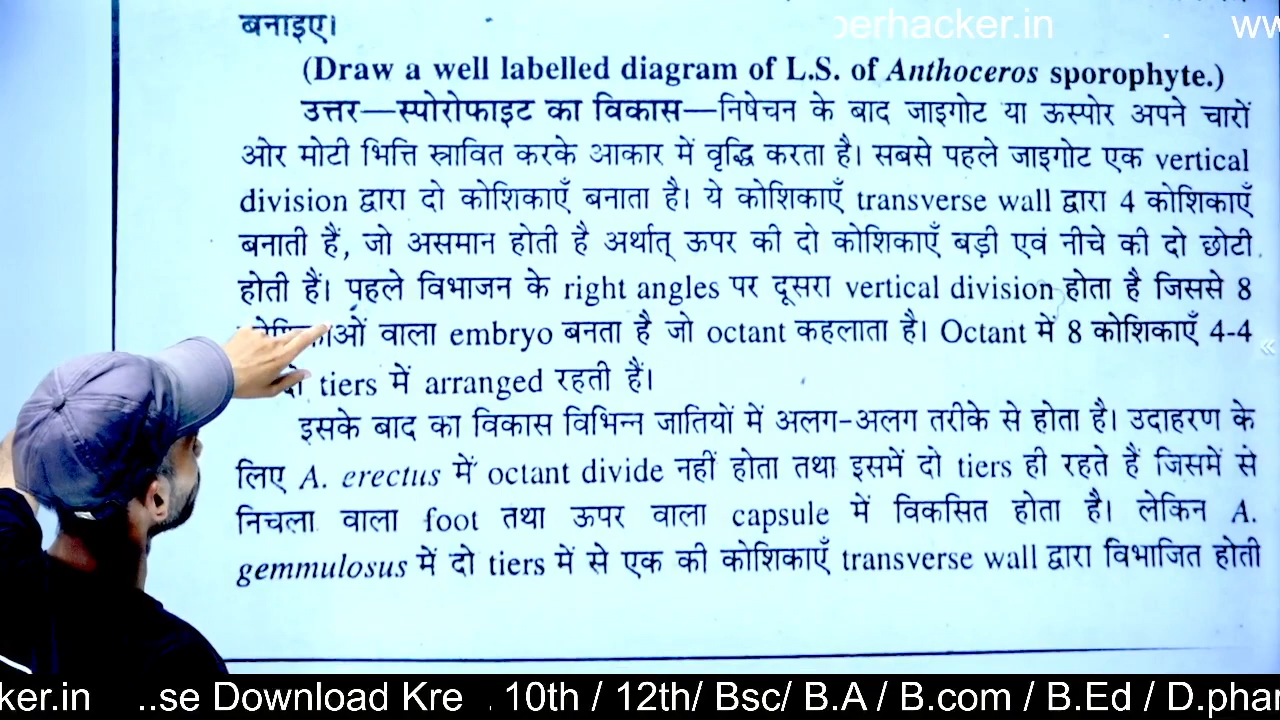 बनाइए।
perhacker.in . ww
(Draw a well labelled diagram of L.S. of Anthoceros sporophyte.)
उत्तर—स्पोरोफाइट का विकास—निषेचन के बाद जाइगोट या ऊस्पोर अपने चारों
ओर मोटी भित्ति स्त्रावित करके आकार में वृद्धि करता है। सबसे पहले जाइगोट एक vertical
division द्वारा दो कोशिकाएँ बनाता है। ये कोशिकाएँ transverse wall द्वारा 4 कोशिकाएँ
बनाती हैं, जो असमान होती है अर्थात् ऊपर की दो कोशिकाएँ बड़ी एवं नीचे की दो छोटी
होती हैं। पहले विभाजन के right angles पर दूसरा vertical division होता है जिससे 8
वाला embryo बनता है जो octant कहलाता है। Octant में 8 कोशिकाएँ 4-4
दो tiers में arranged रहती हैं।
इसके बाद का विकास विभिन्न जातियों में अलग-अलग तरीके से होता है। उदाहरण के
लिए A. erectus में octant divide नहीं होता तथा इसमें दो tiers ही रहते हैं जिसमें से
निचला वाला foot तथा ऊपर वाला capsule में विकसित होता है। लेकिन A.
gemmulosus में दो tiers में से एक की कोशिकाएँ transverse wall द्वारा विभाजित होती
ker.in ..se Download Kre . 10th / 12th/ Bsc/ B.A / B.com / B.Ed / D.phar